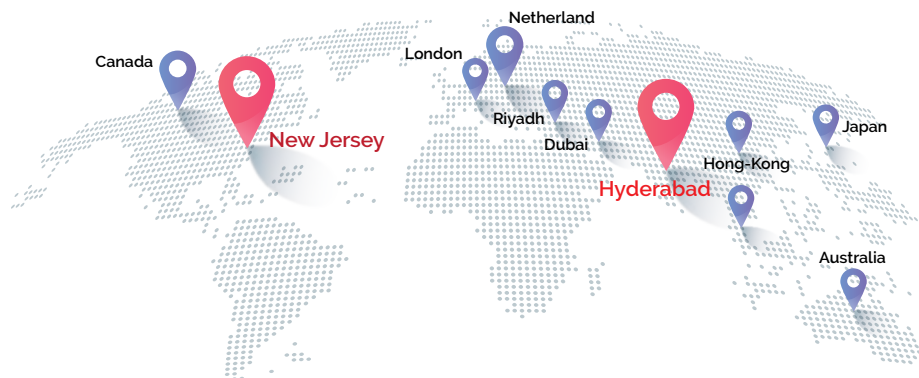 Netherland
London
Canada
Riyadh
Japan
New Jersey
Dubai
Hong-Kong
Hyderabad
Australia